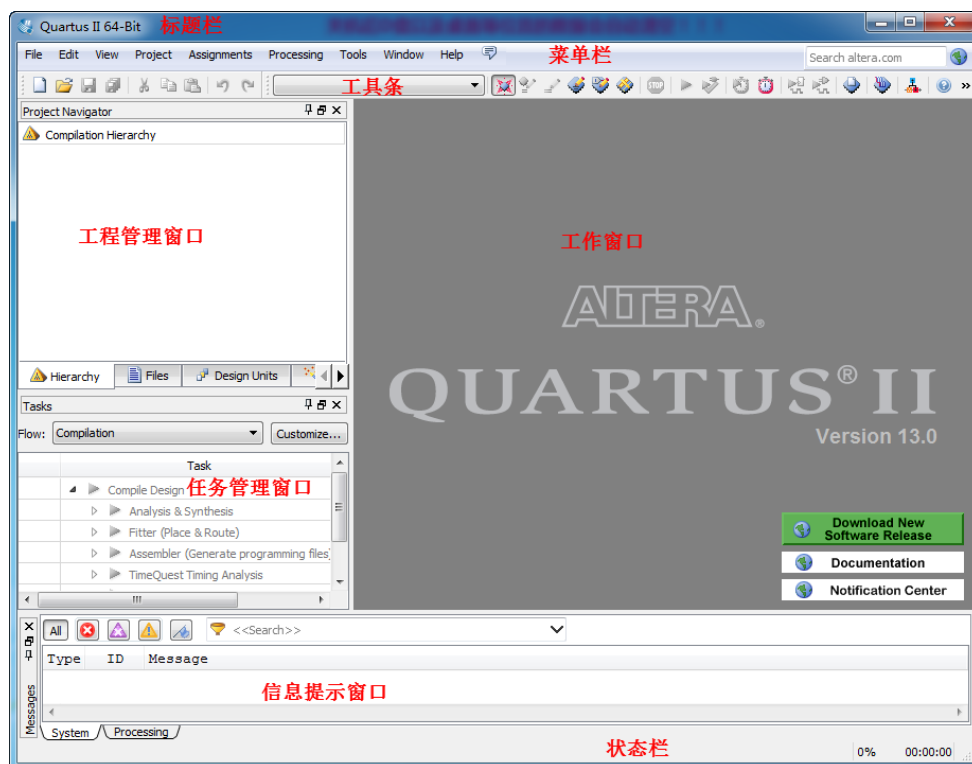 Quartus II 64-Bit 标题栏
File Edit View Project Assignments Processing Tools Window Help 菜单栏 Search altera.com
工具条
Project Navigator
Compilation Hierarchy
工程管理窗口
Hierarchy Files Design Units
Tasks
Flow: Compilation Customize...
Task
Compile Design 任务管理窗口
Analysis & Synthesis
Fitter (Place & Route)
Assembler (Generate programming files)
TimeQuest Timing Analysis
工作窗口
ALTERA®
QUARTUS® II
Version 13.0
Download New
Software Release
Documentation
Notification Center
All <<Search>>
Type ID Message
信息提示窗口
Messages
System Processing
状态栏 0% 00:00:00